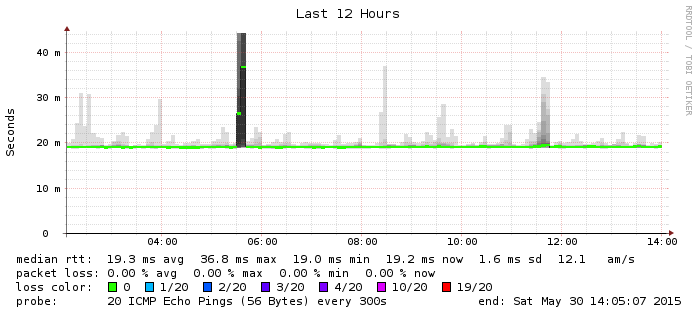 Last 12 Hours
RRDTOOL / TOBI OETIKER
Seconds
40 m
30 m
20 m
10 m
0
04:00 06:00 08:00 10:00 12:00 14:00
median rtt: 19.3 ms avg 36.8 ms max 19.0 ms min 19.2 ms now 1.6 ms sd 12.1 am/s
packet loss: 0.00 % avg 0.00 % max 0.00 % min 0.00 % now
loss color: 0 1/20 2/20 3/20 4/20 10/20 19/20
probe: 20 ICMP Echo Pings (56 Bytes) every 300s end: Sat May 30 14:05:07 2015